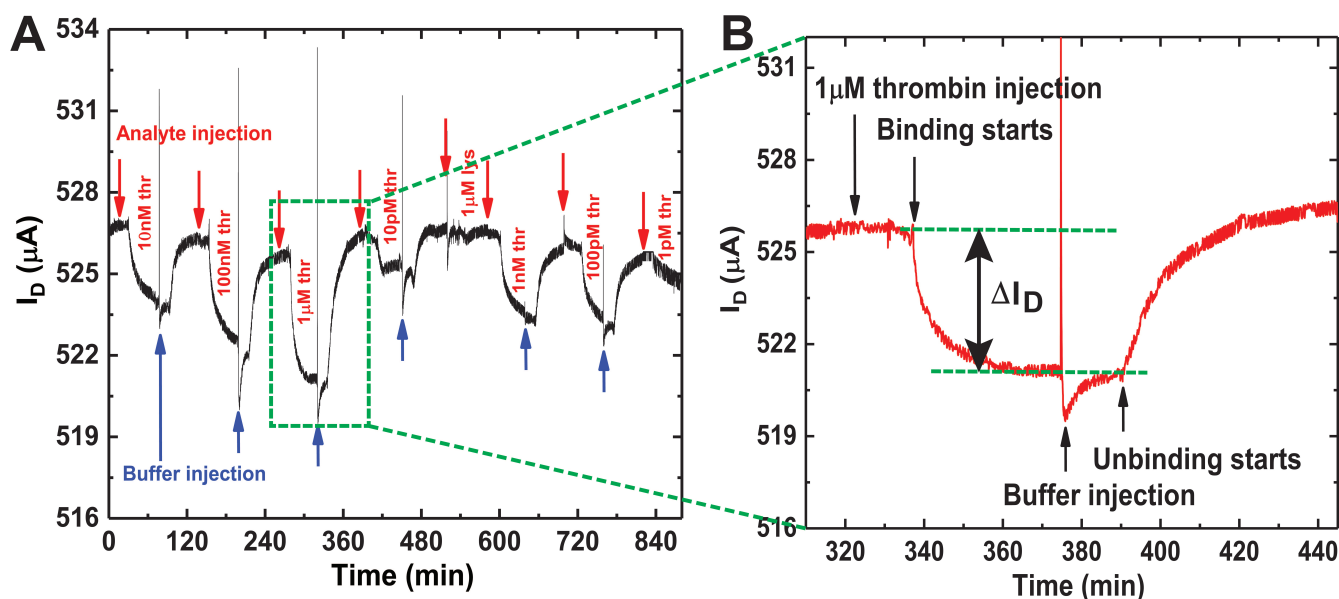 A
I_D (μA)
534
531
528
525
522
519
516
Analyte injection
10nM thr
100nM thr
1μM thr
10pM thr
1μM lys
1nM thr
100pM thr
1pM thr
Buffer injection
0 120 240 360 480 600 720 840
Time (min)
B
I_D (μA)
531
528
525
522
519
516
1μM thrombin injection
Binding starts
ΔI_D
Unbinding starts
Buffer injection
320 340 360 380 400 420 440
Time (min)